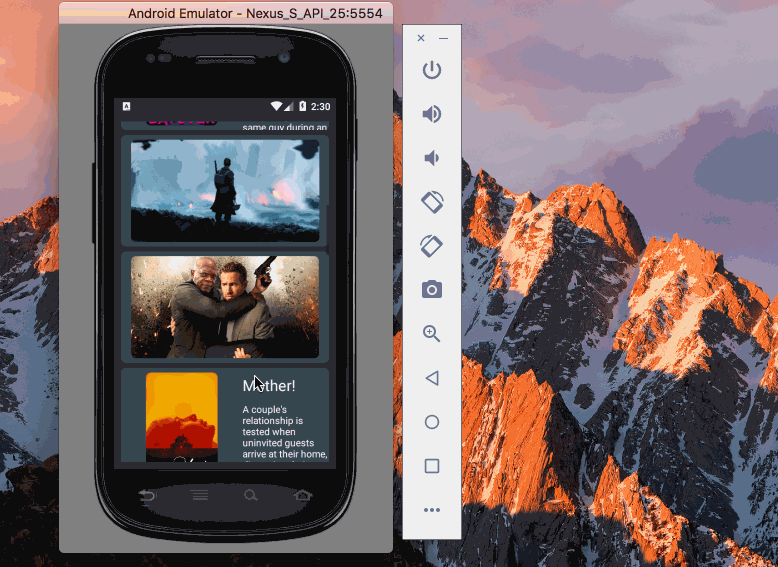 Android Emulator - Nexus_S_API_25:5554
2:30
same guy during an
Mother!
A couple's
relationship is
tested when
uninvited guests
arrive at their home,